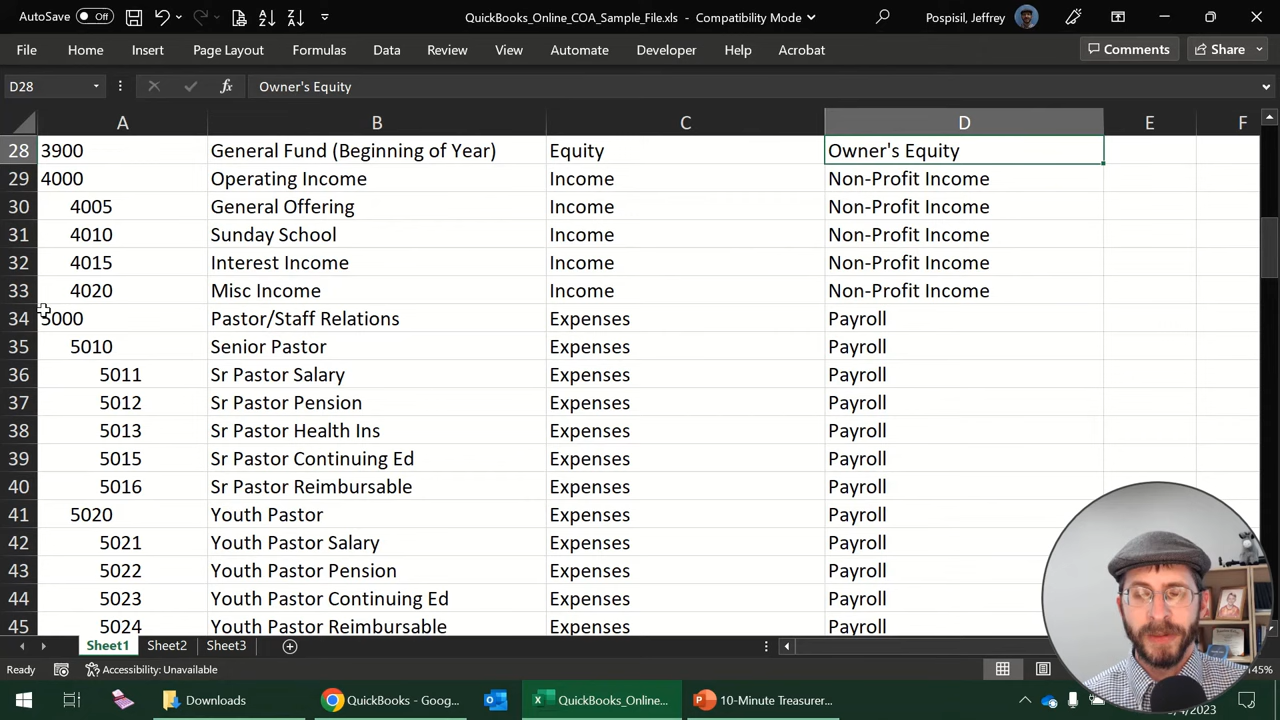 AutoSave Off QuickBooks_Online_COA_Sample_File.xls - Compatibility Mode Pospisil, Jeffrey
File Home Insert Page Layout Formulas Data Review View Automate Developer Help Acrobat Comments Share
D28 fx Owner's Equity
A B C D E F
28 3900 General Fund (Beginning of Year) Equity Owner's Equity
29 4000 Operating Income Income Non-Profit Income
30 4005 General Offering Income Non-Profit Income
31 4010 Sunday School Income Non-Profit Income
32 4015 Interest Income Income Non-Profit Income
33 4020 Misc Income Income Non-Profit Income
34 5000 Pastor/Staff Relations Expenses Payroll
35 5010 Senior Pastor Expenses Payroll
36 5011 Sr Pastor Salary Expenses Payroll
37 5012 Sr Pastor Pension Expenses Payroll
38 5013 Sr Pastor Health Ins Expenses Payroll
39 5015 Sr Pastor Continuing Ed Expenses Payroll
40 5016 Sr Pastor Reimbursable Expenses Payroll
41 5020 Youth Pastor Expenses Payroll
42 5021 Youth Pastor Salary Expenses Payroll
43 5022 Youth Pastor Pension Expenses Payroll
44 5023 Youth Pastor Continuing Ed Expenses Payroll
45 5024 Youth Pastor Reimbursable Expenses Payroll
Sheet1 Sheet2 Sheet3
Ready Accessibility: Unavailable 145%
Downloads QuickBooks - Goog... QuickBooks_Online... 10-Minute Treasurer...